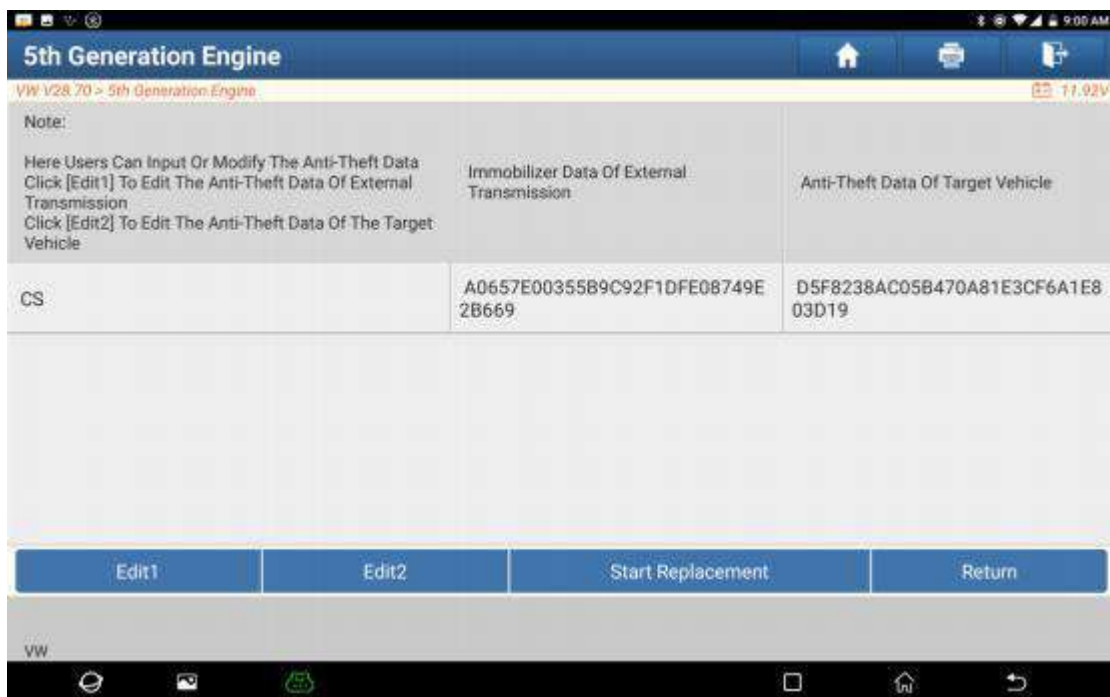 9:00 AM
5th Generation Engine
VW V28.70 > 5th Generation Engine
11.92V
Note:
Here Users Can Input Or Modify The Anti-Theft Data
Click [Edit1] To Edit The Anti-Theft Data Of External
Transmission
Click [Edit2] To Edit The Anti-Theft Data Of The Target
Vehicle
Immobilizer Data Of External
Transmission
Anti-Theft Data Of Target Vehicle
CS
A0657E00355B9C92F1DFE08749E
2B669
D5F8238AC05B470A81E3CF6A1E8
03D19
Edit1
Edit2
Start Replacement
Return
VW